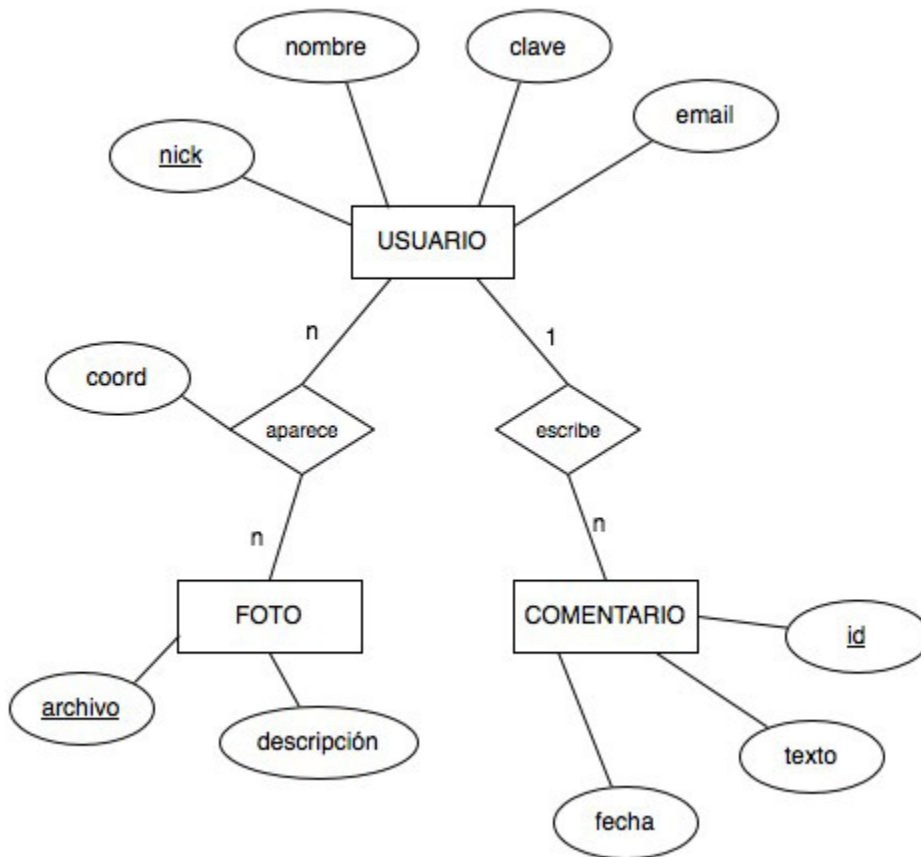 nombre
clave
email
nick
USUARIO
n
1
coord
aparece
escribe
n
n
FOTO
COMENTARIO
id
archivo
descripción
texto
fecha